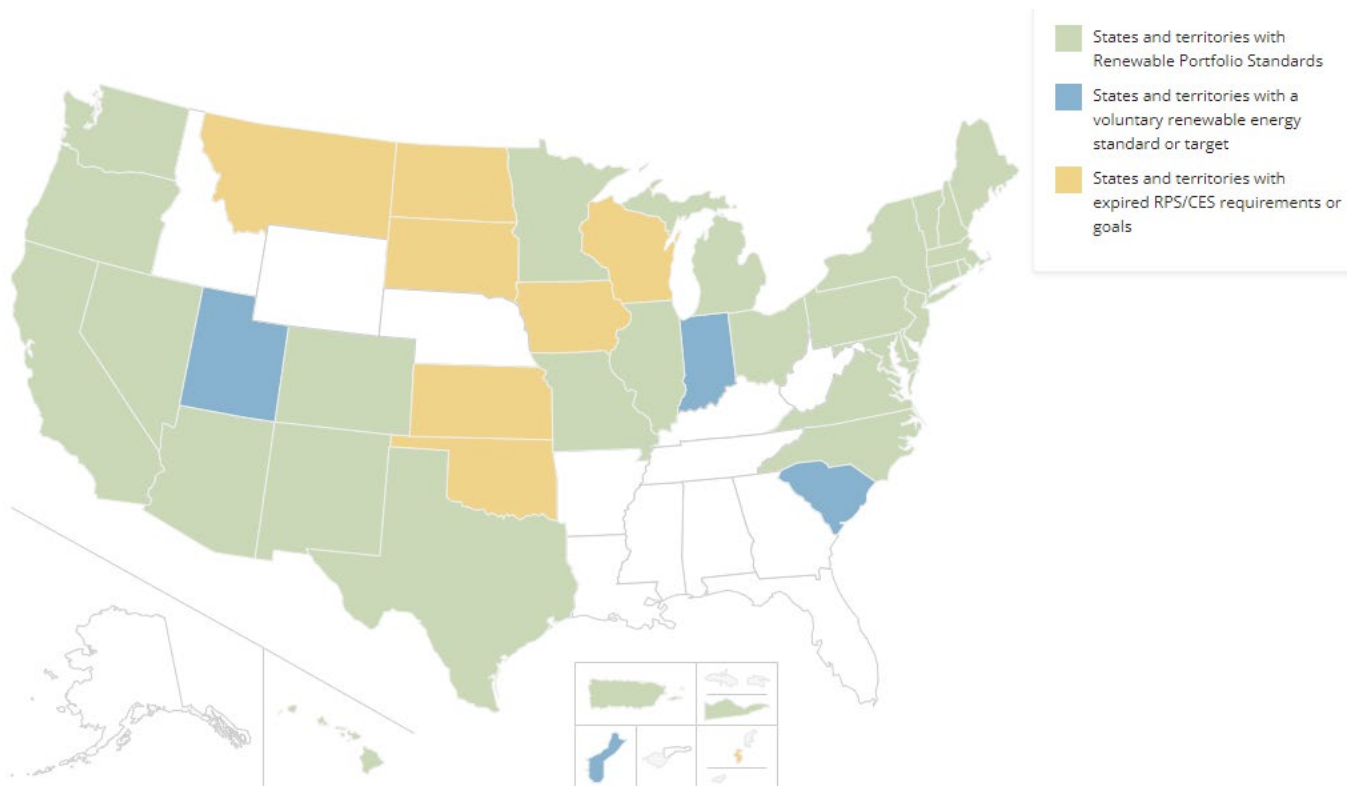 States and territories with
Renewable Portfolio Standards
States and territories with a
voluntary renewable energy
standard or target
States and territories with
expired RPS/CES requirements or
goals